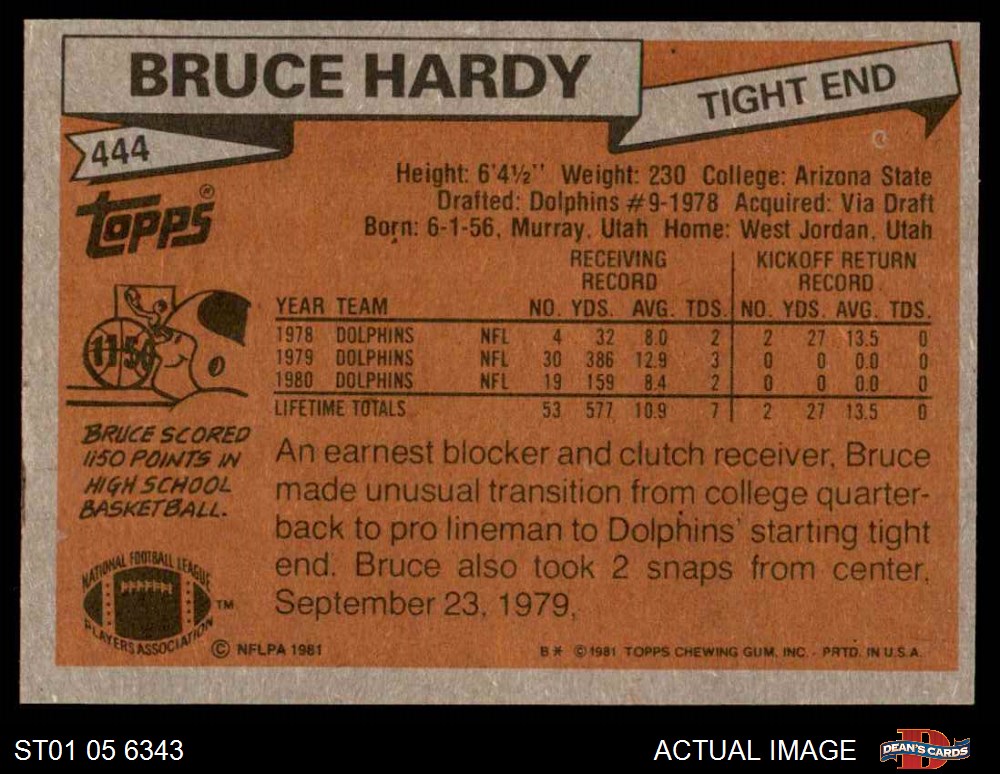 BRUCE HARDY
TIGHT END
444
TOPPS®
Height: 6'4½'' Weight: 230 College: Arizona State
Drafted: Dolphins #9-1978 Acquired: Via Draft
Born: 6-1-56, Murray, Utah Home: West Jordan, Utah
RECEIVING RECORD KICKOFF RETURN RECORD
YEAR TEAM NO. YDS. AVG. TDS. NO. YDS. AVG. TDS.
1978 DOLPHINS NFL 4 32 8.0 2 2 27 13.5 0
1979 DOLPHINS NFL 30 386 12.9 3 0 0 0.0 0
1980 DOLPHINS NFL 19 159 8.4 2 0 0 0.0 0
LIFETIME TOTALS 53 577 10.9 7 2 27 13.5 0
1150
BRUCE SCORED
1150 POINTS IN
HIGH SCHOOL
BASKETBALL.
An earnest blocker and clutch receiver, Bruce
made unusual transition from college quarter-
back to pro lineman to Dolphins' starting tight
end. Bruce also took 2 snaps from center,
September 23, 1979.
NATIONAL FOOTBALL LEAGUE
PLAYERS ASSOCIATION
™
© NFLPA 1981
B* © 1981 TOPPS CHEWING GUM, INC. - PRTD. IN U.S.A.
ST01 05 6343
ACTUAL IMAGE
DEAN'S CARDS